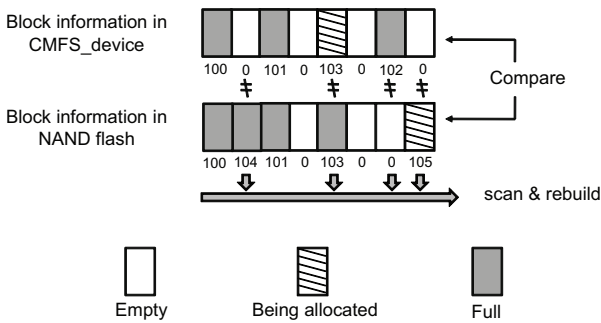 Block information in
CMFS_device
100 0 101 0 103 0 102 0
≠ ≠ ≠ ≠
Compare
Block information in
NAND flash
100 104 101 0 103 0 0 105
scan & rebuild
Empty Being allocated Full